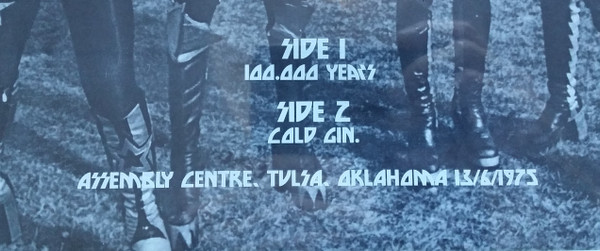 SIDE 1
100.000 YEARS
SIDE 2
COLD GIN.
ASSEMBLY CENTRE. TULSA. OKLAHOMA 13/6/1975